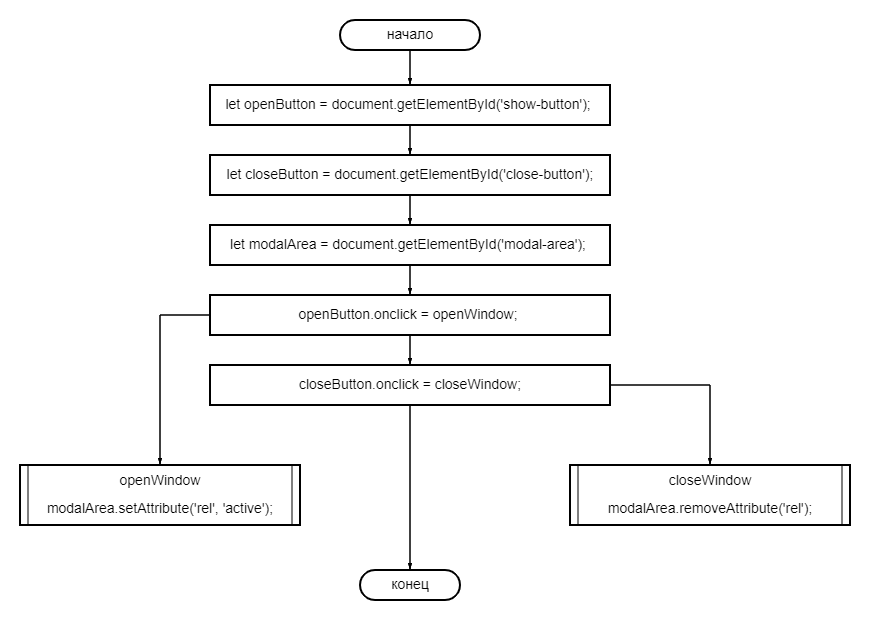 начало
let openButton = document.getElementById('show-button');
let closeButton = document.getElementById('close-button');
let modalArea = document.getElementById('modal-area');
openButton.onclick = openWindow;
closeButton.onclick = closeWindow;
openWindow
modalArea.setAttribute('rel', 'active');
closeWindow
modalArea.removeAttribute('rel');
конец